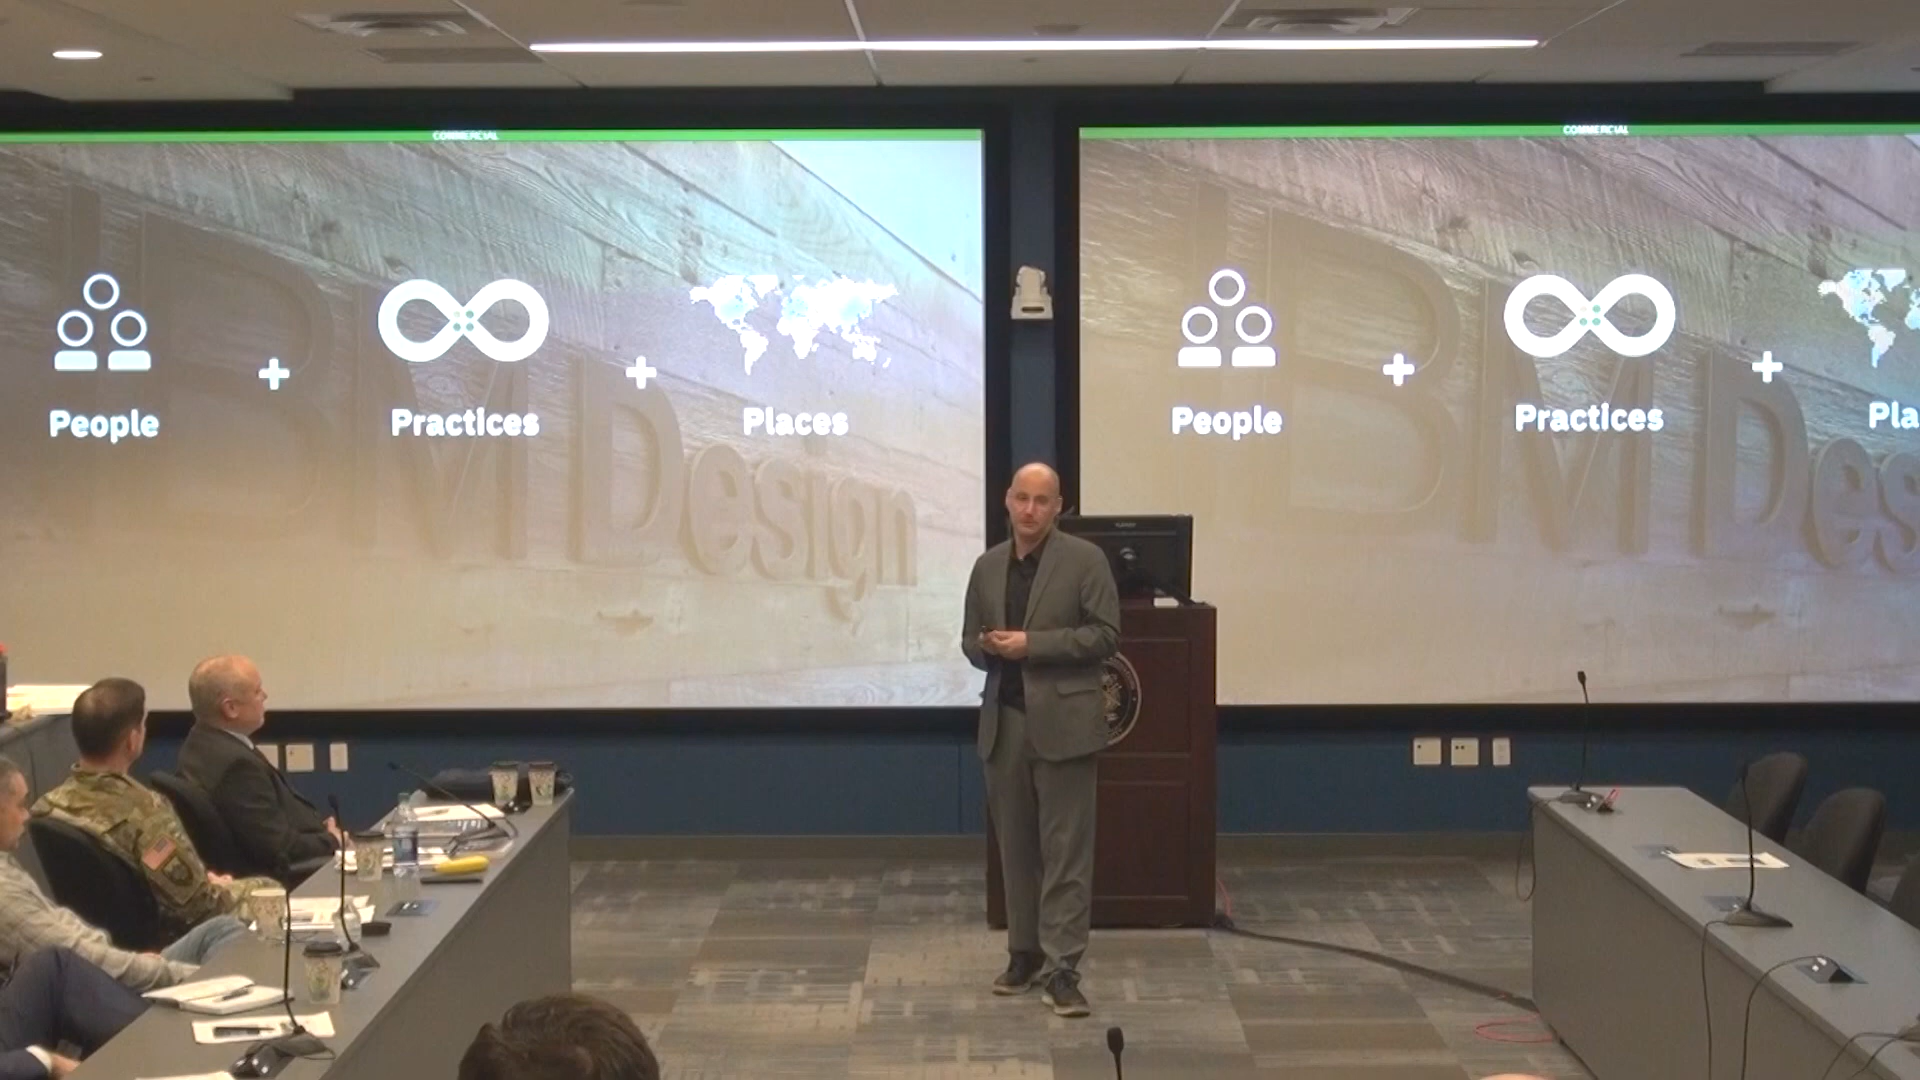 COMMERCIAL
People + Practices + Places
IBM Design
COMMERCIAL
People + Practices + Pla
IBM Des